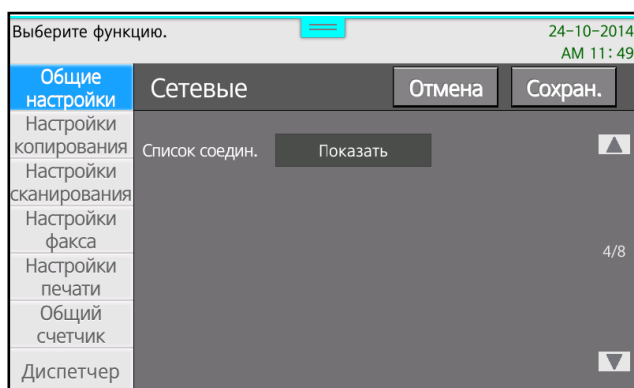 Выберите функцию.
24-10-2014
AM 11:49
Общие
настройки
Сетевые
Отмена
Сохран.
Настройки
копирования
Список соедин.
Показать
Настройки
сканирования
Настройки
факса
4/8
Настройки
печати
Общий
счетчик
Диспетчер